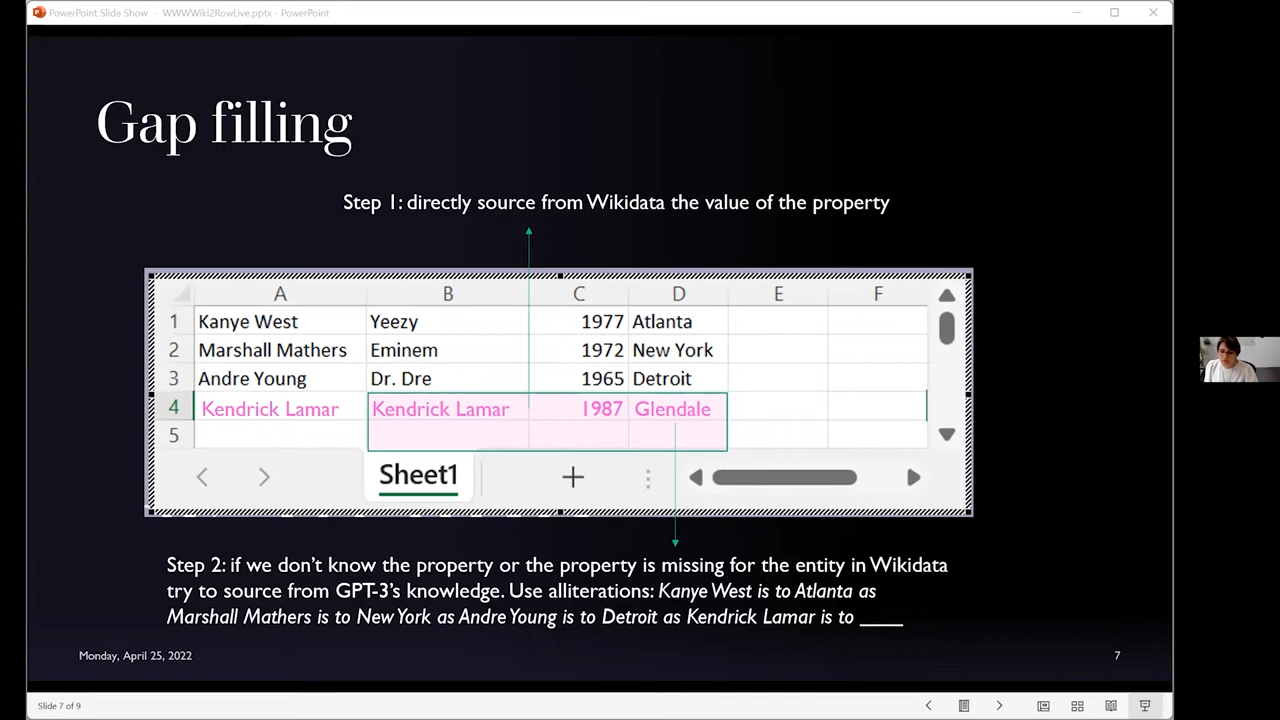 PowerPoint Slide Show - WWWWiki2RowLive.pptx - PowerPoint
Gap filling
Step 1: directly source from Wikidata the value of the property
A B C D E F
1 Kanye West Yeezy 1977 Atlanta
2 Marshall Mathers Eminem 1972 New York
3 Andre Young Dr. Dre 1965 Detroit
4 Kendrick Lamar Kendrick Lamar 1987 Glendale
5
Sheet1
Step 2: if we don't know the property or the property is missing for the entity in Wikidata
try to source from GPT-3's knowledge. Use alliterations: Kanye West is to Atlanta as
Marshall Mathers is to New York as Andre Young is to Detroit as Kendrick Lamar is to ____
Monday, April 25, 2022 7
Slide 7 of 9